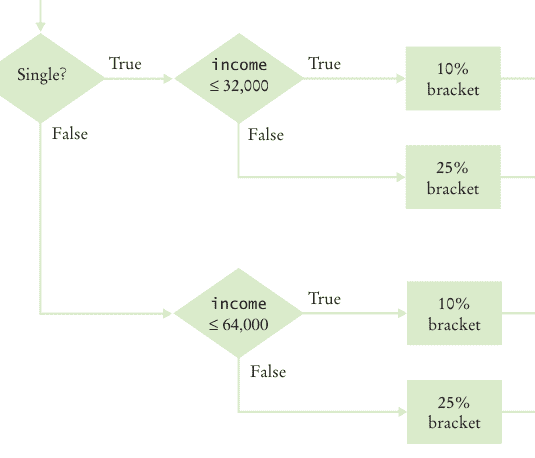 Single?
True
income
≤ 32,000
True
10%
bracket
False
False
25%
bracket
income
≤ 64,000
True
10%
bracket
False
25%
bracket